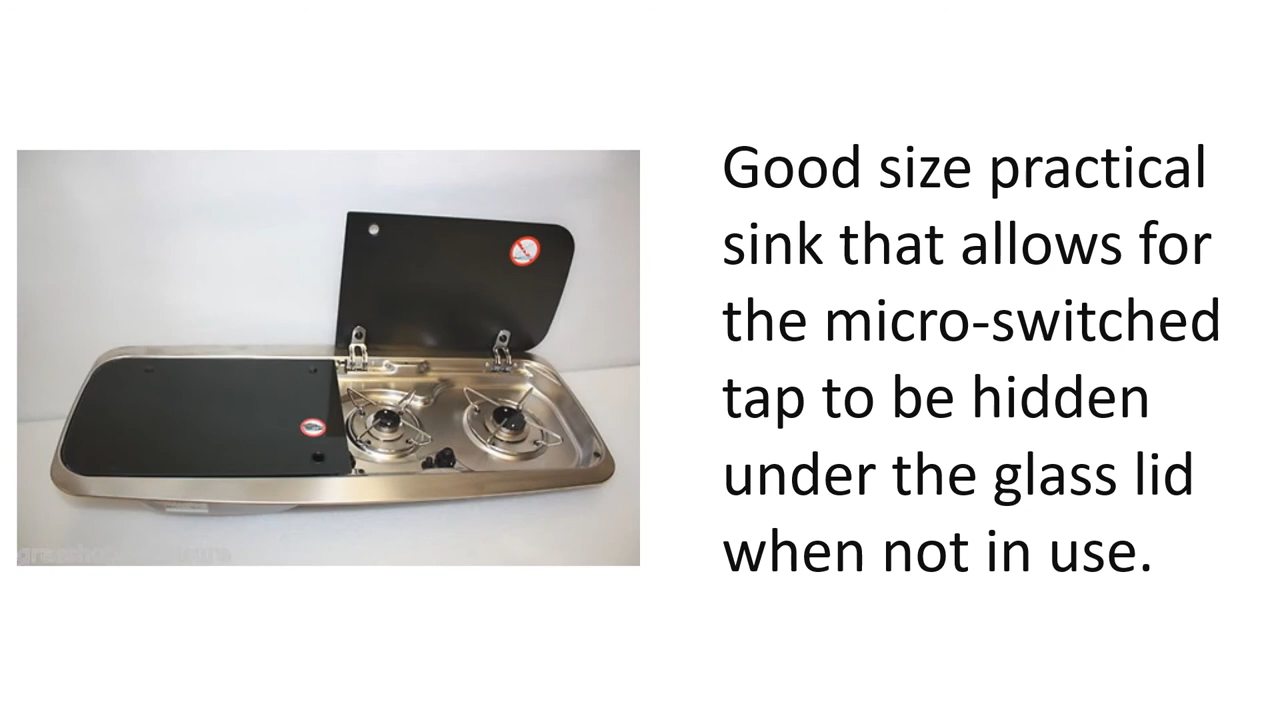 Good size practical
sink that allows for
the micro-switched
tap to be hidden
under the glass lid
when not in use.